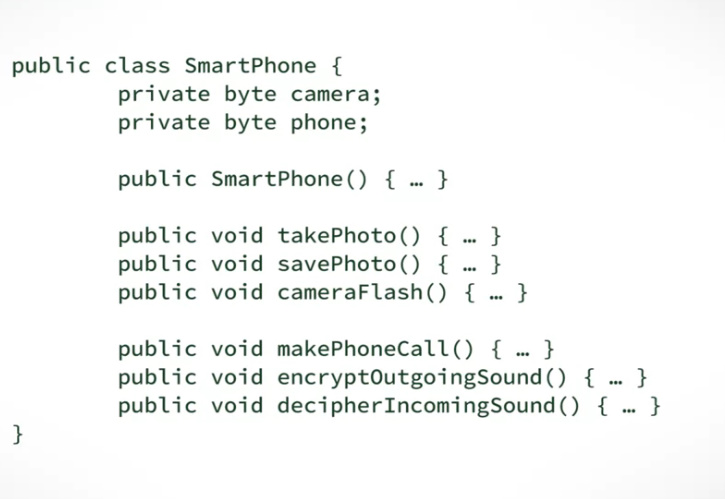 public class SmartPhone {
private byte camera;
private byte phone;
public SmartPhone() { … }
public void takePhoto() { … }
public void savePhoto() { … }
public void cameraFlash() { … }
public void makePhoneCall() { … }
public void encryptOutgoingSound() { … }
public void decipherIncomingSound() { … }
}